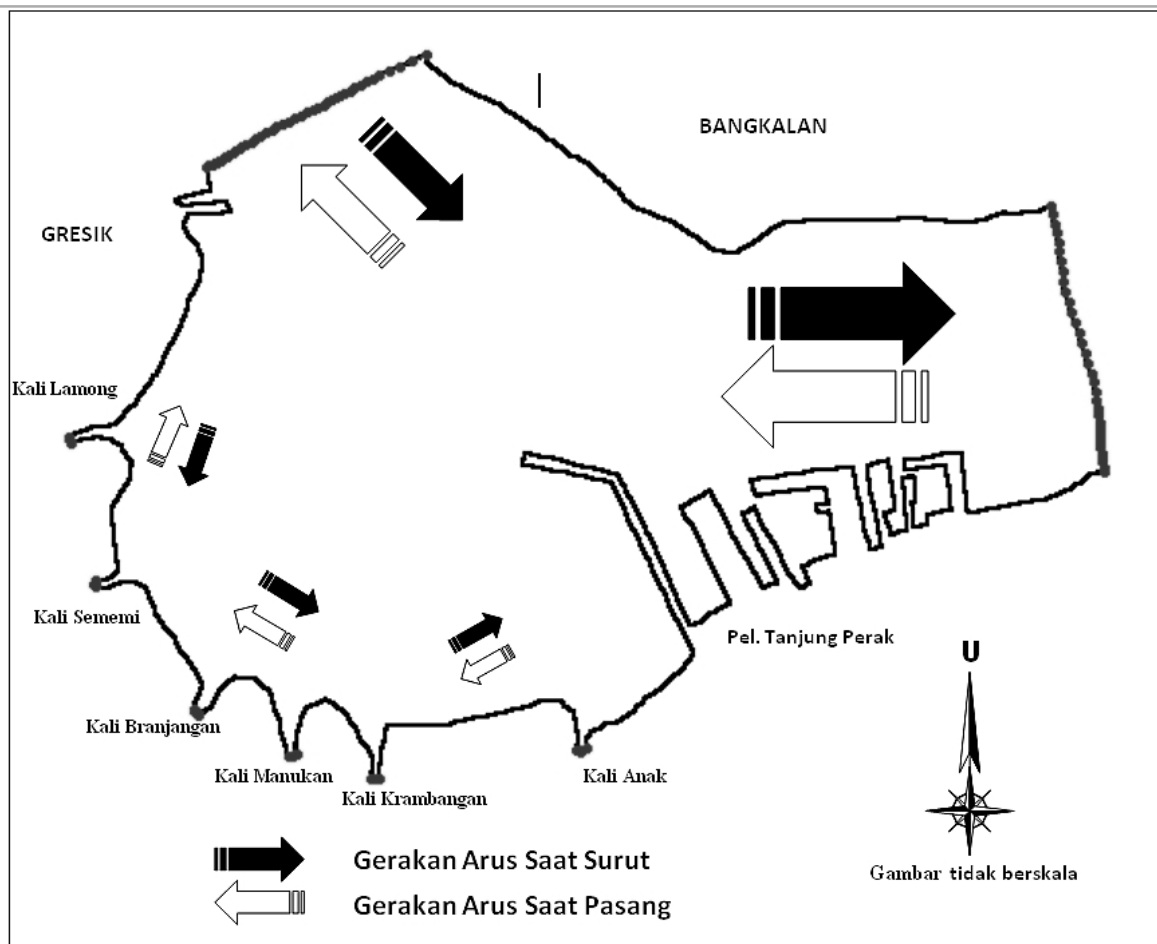 BANGKALAN
GRESIK
Kali Lamong
Kali Sememi
Pel. Tanjung Perak
U
Kali Branjangan
Kali Manukan
Kali Anak
Kali Krambangan
Gerakan Arus Saat Surut
Gambar tidak berskala
Gerakan Arus Saat Pasang